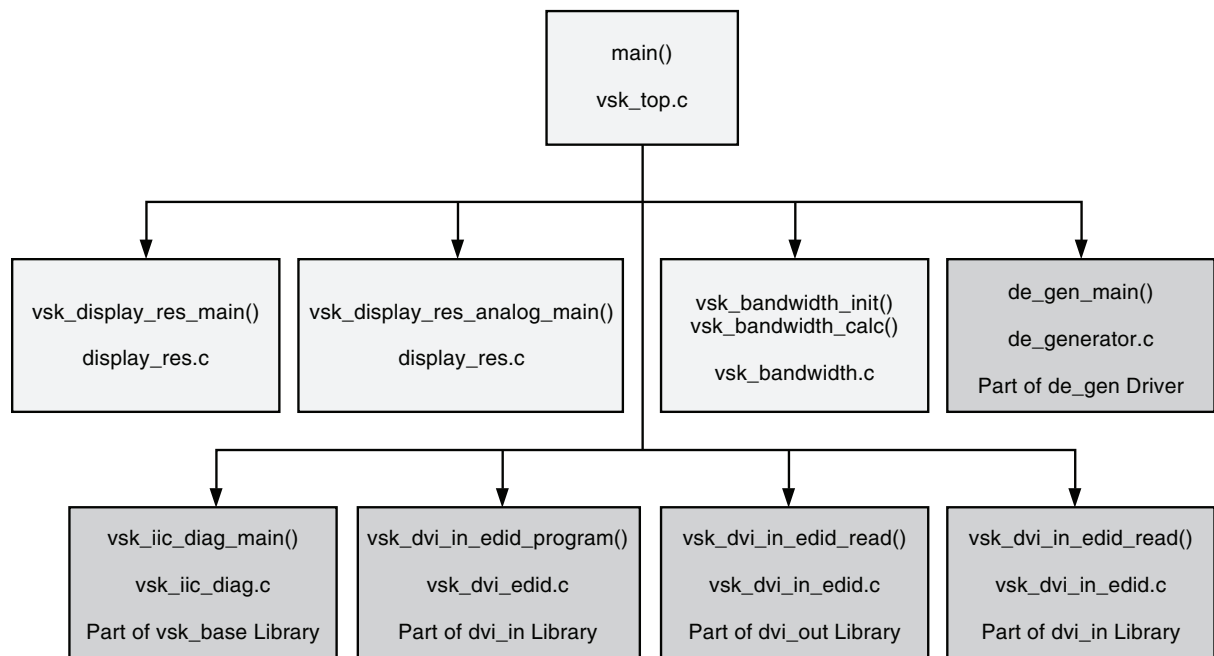 main()
vsk_top.c
vsk_display_res_main()
display_res.c
vsk_display_res_analog_main()
display_res.c
vsk_bandwidth_init()
vsk_bandwidth_calc()
vsk_bandwidth.c
de_gen_main()
de_generator.c
Part of de_gen Driver
vsk_iic_diag_main()
vsk_iic_diag.c
Part of vsk_base Library
vsk_dvi_in_edid_program()
vsk_dvi_edid.c
Part of dvi_in Library
vsk_dvi_in_edid_read()
vsk_dvi_in_edid.c
Part of dvi_out Library
vsk_dvi_in_edid_read()
vsk_dvi_in_edid.c
Part of dvi_in Library